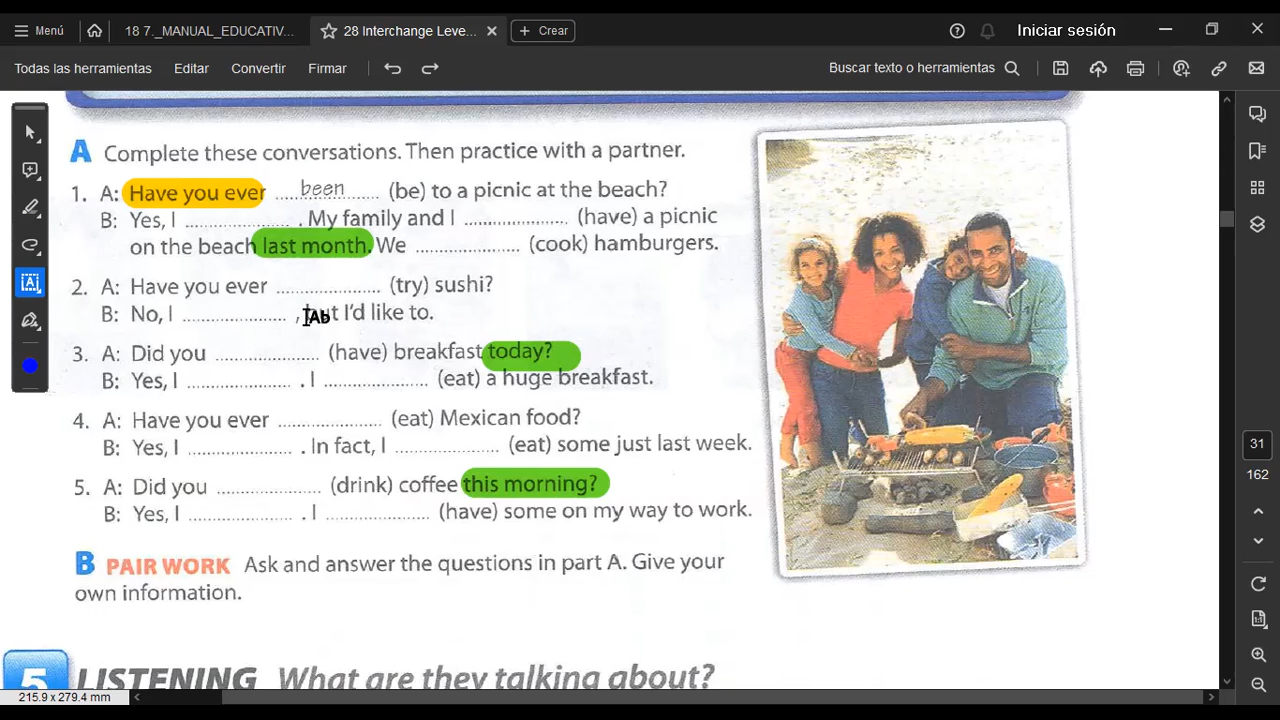 Menú
18 7._MANUAL_EDUCATIV...
28 Interchange Leve...
Crear
Iniciar sesión
Todas las herramientas
Editar
Convertir
Firmar
Buscar texto o herramientas
A Complete these conversations. Then practice with a partner.
1. A: Have you ever ....been.... (be) to a picnic at the beach?
B: Yes, I .................... . My family and I .................... (have) a picnic
on the beach last month. We .................... (cook) hamburgers.
2. A: Have you ever .................... (try) sushi?
B: No, I .................... , but I'd like to.
3. A: Did you .................... (have) breakfast today?
B: Yes, I .................... . I .................... (eat) a huge breakfast.
4. A: Have you ever .................... (eat) Mexican food?
B: Yes, I .................... . In fact, I .................... (eat) some just last week.
5. A: Did you .................... (drink) coffee this morning?
B: Yes, I .................... . I .................... (have) some on my way to work.
B PAIR WORK Ask and answer the questions in part A. Give your
own information.
5 LISTENING What are they talking about?
31
162
215.9 x 279.4 mm